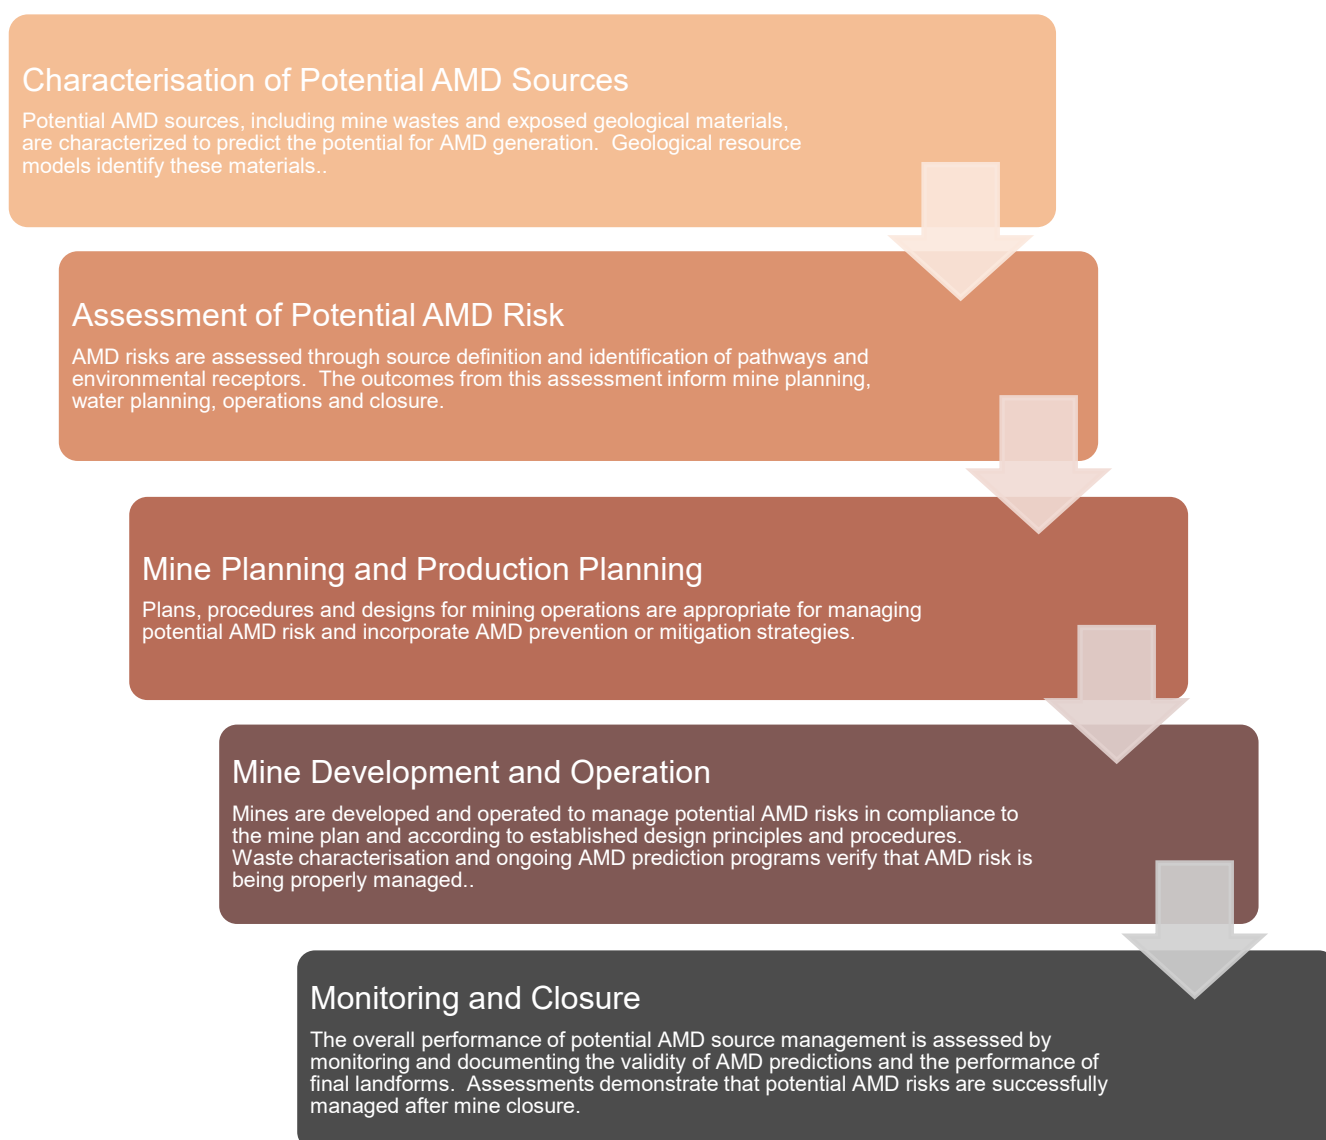 Characterisation of Potential AMD Sources
Potential AMD sources, including mine wastes and exposed geological materials,
are characterized to predict the potential for AMD generation.  Geological resource
models identify these materials..
Assessment of Potential AMD Risk
AMD risks are assessed through source definition and identification of pathways and
environmental receptors.  The outcomes from this assessment inform mine planning,
water planning, operations and closure.
Mine Planning and Production Planning
Plans, procedures and designs for mining operations are appropriate for managing
potential AMD risk and incorporate AMD prevention or mitigation strategies.
Mine Development and Operation
Mines are developed and operated to manage potential AMD risks in compliance to
the mine plan and according to established design principles and procedures.
Waste characterisation and ongoing AMD prediction programs verify that AMD risk is
being properly managed..
Monitoring and Closure
The overall performance of potential AMD source management is assessed by
monitoring and documenting the validity of AMD predictions and the performance of
final landforms.  Assessments demonstrate that potential AMD risks are successfully
managed after mine closure.